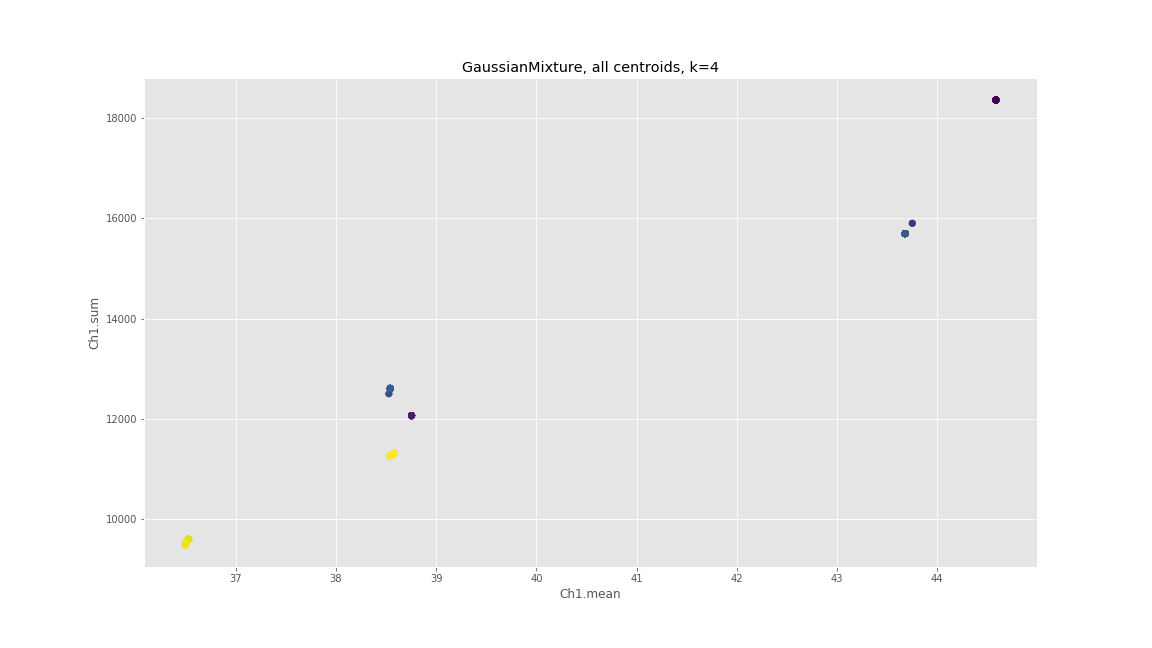 GaussianMixture, all centroids, k=4
18000
16000
14000
12000
10000
Ch1.sum
37 38 39 40 41 42 43 44
Ch1.mean